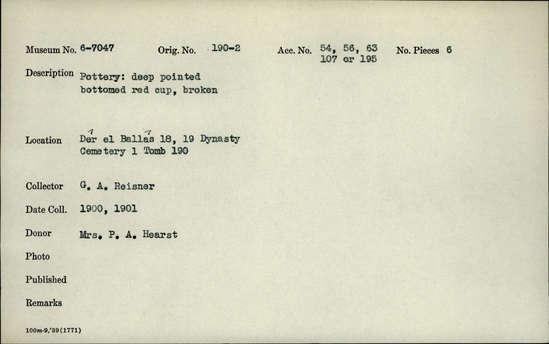 Museum No. 6-7047 Orig. No. 190-2 Acc. No. 54, 56, 63 No. Pieces 6
107 or 195
Description Pottery: deep pointed
bottomed red cup, broken
Location Der el Ballas 18, 19 Dynasty
Cemetery 1 Tomb 190
Collector G. A. Reisner
Date Coll. 1900, 1901
Donor Mrs. P. A. Hearst
Photo
Published
Remarks
100m-9,'39(1771)